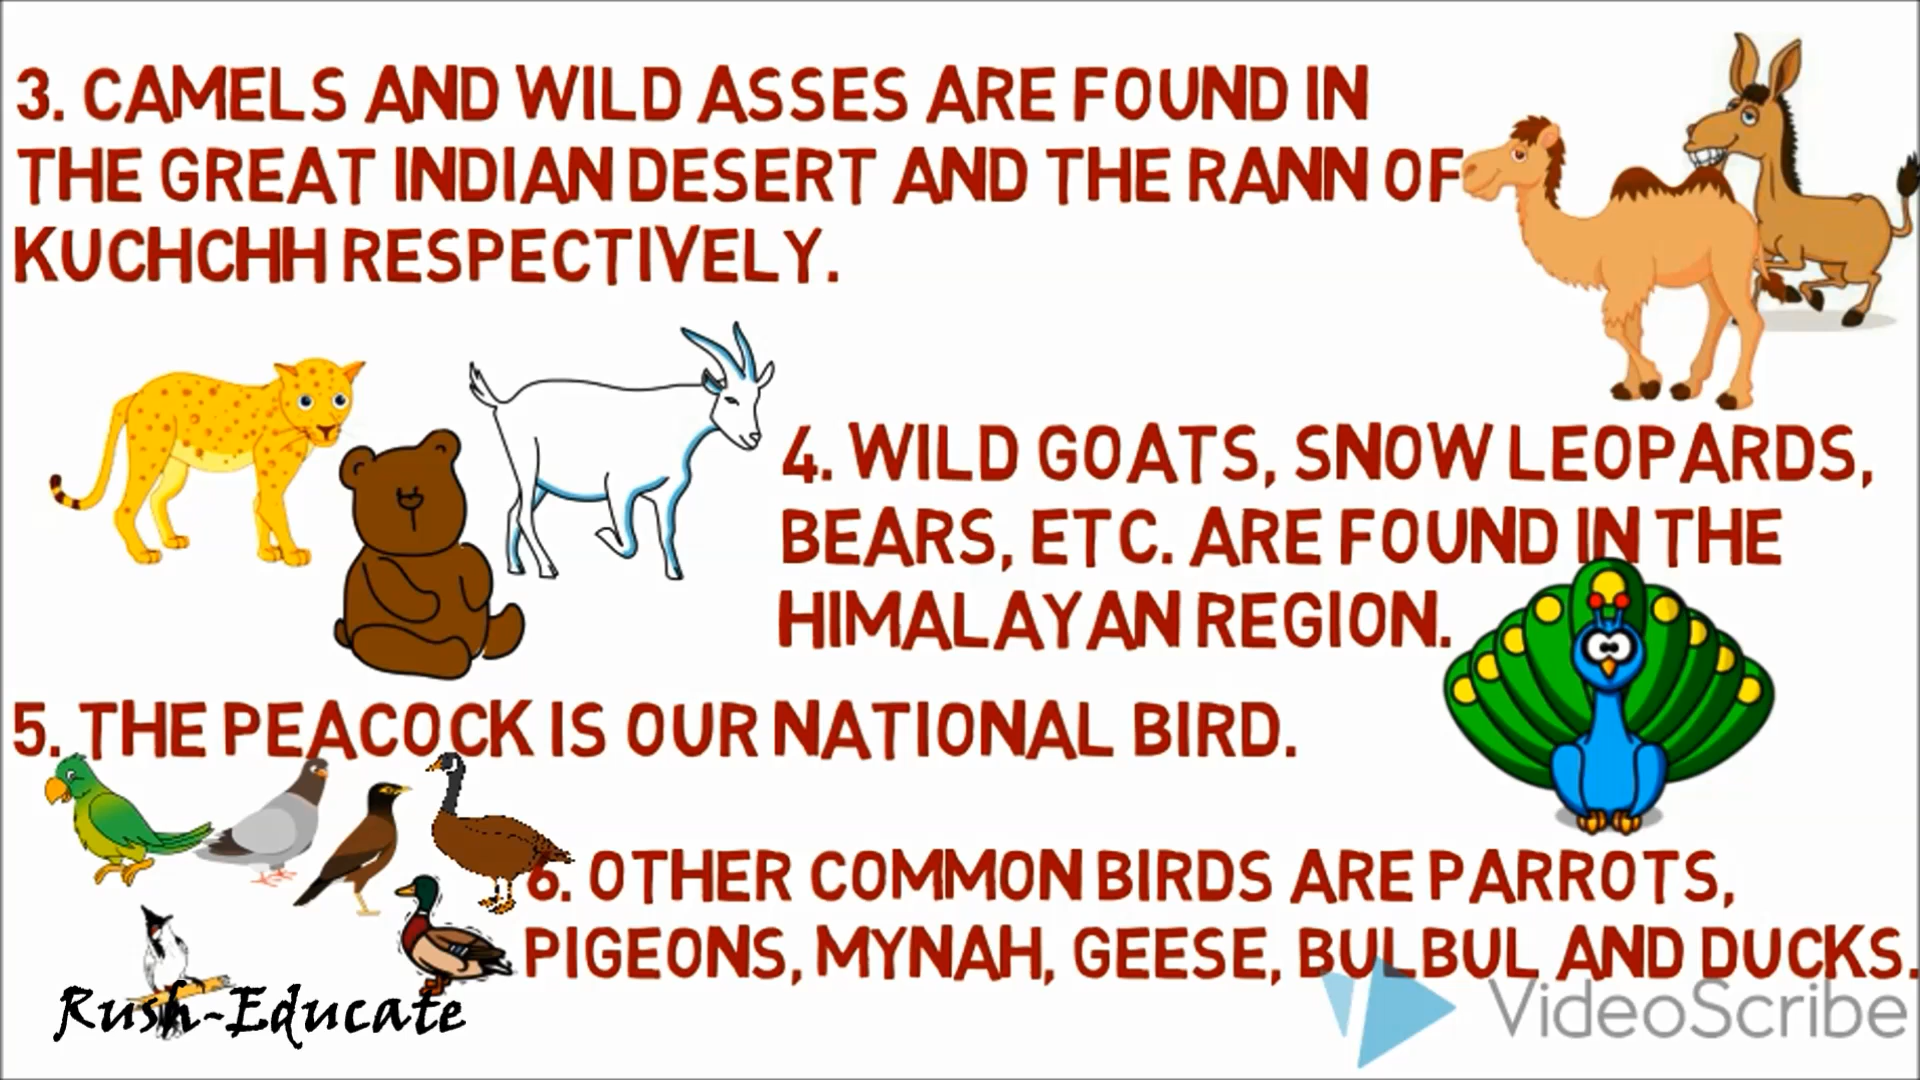 3. CAMELS AND WILD ASSES ARE FOUND IN
THE GREAT INDIAN DESERT AND THE RANN OF
KUCHCHH RESPECTIVELY.
4. WILD GOATS, SNOW LEOPARDS,
BEARS, ETC. ARE FOUND IN THE
HIMALAYAN REGION.
5. THE PEACOCK IS OUR NATIONAL BIRD.
6. OTHER COMMON BIRDS ARE PARROTS,
PIGEONS, MYNAH, GEESE, BULBUL AND DUCKS.
Rush-Educate
VideoScribe